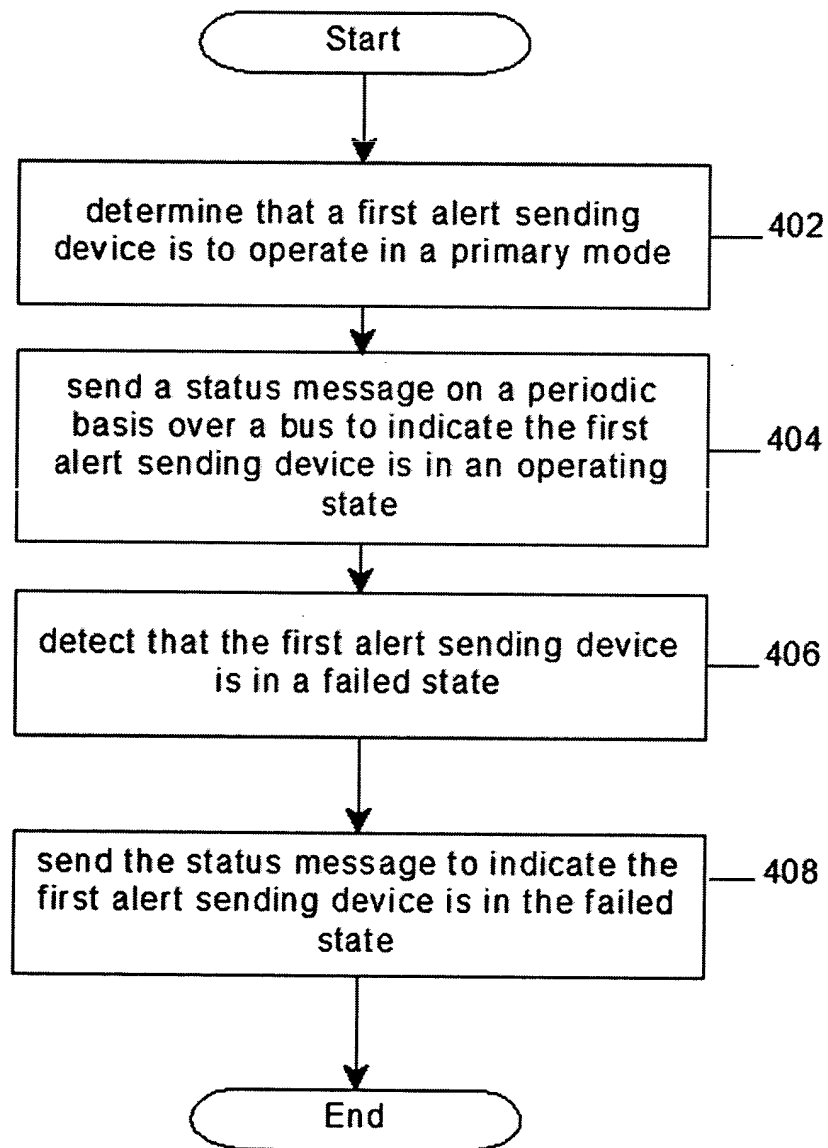 Start
determine that a first alert sending
device is to operate in a primary mode
402
send a status message on a periodic
basis over a bus to indicate the first
alert sending device is in an operating
state
404
detect that the first alert sending device
is in a failed state
406
send the status message to indicate the
first alert sending device is in the failed
state
408
End